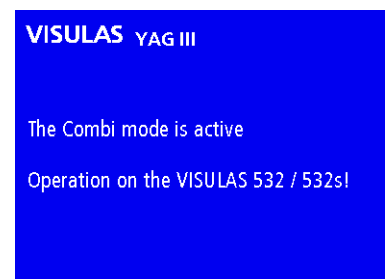 VISULAS YAG III
The Combi mode is active
Operation on the VISULAS 532 / 532s!